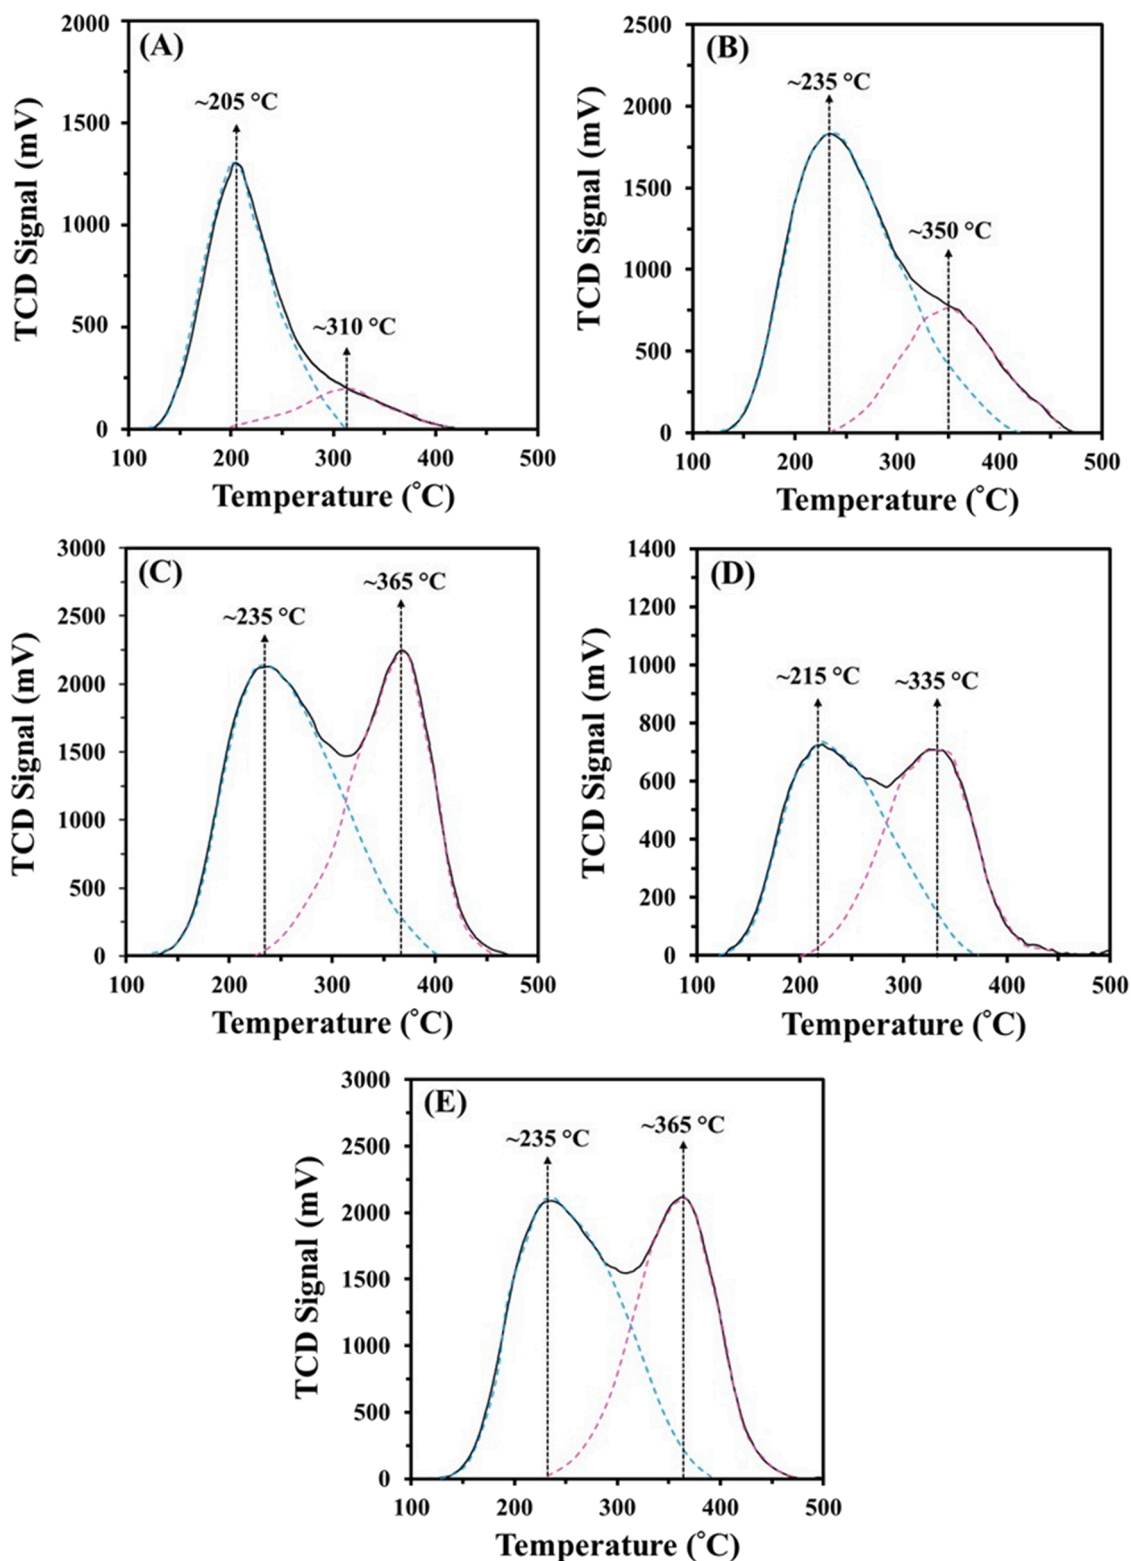 (A)
~205 °C
~310 °C
2000
1500
1000
500
0
100 200 300 400 500
TCD Signal (mV)
Temperature (°C)
(B)
~235 °C
~350 °C
2500
2000
1500
1000
500
0
100 200 300 400 500
TCD Signal (mV)
Temperature (°C)
(C)
~235 °C
~365 °C
3000
2500
2000
1500
1000
500
0
100 200 300 400 500
TCD Signal (mV)
Temperature (°C)
(D)
~215 °C
~335 °C
1400
1200
1000
800
600
400
200
0
100 200 300 400 500
TCD Signal (mV)
Temperature (°C)
(E)
~235 °C
~365 °C
3000
2500
2000
1500
1000
500
0
100 200 300 400 500
TCD Signal (mV)
Temperature (°C)